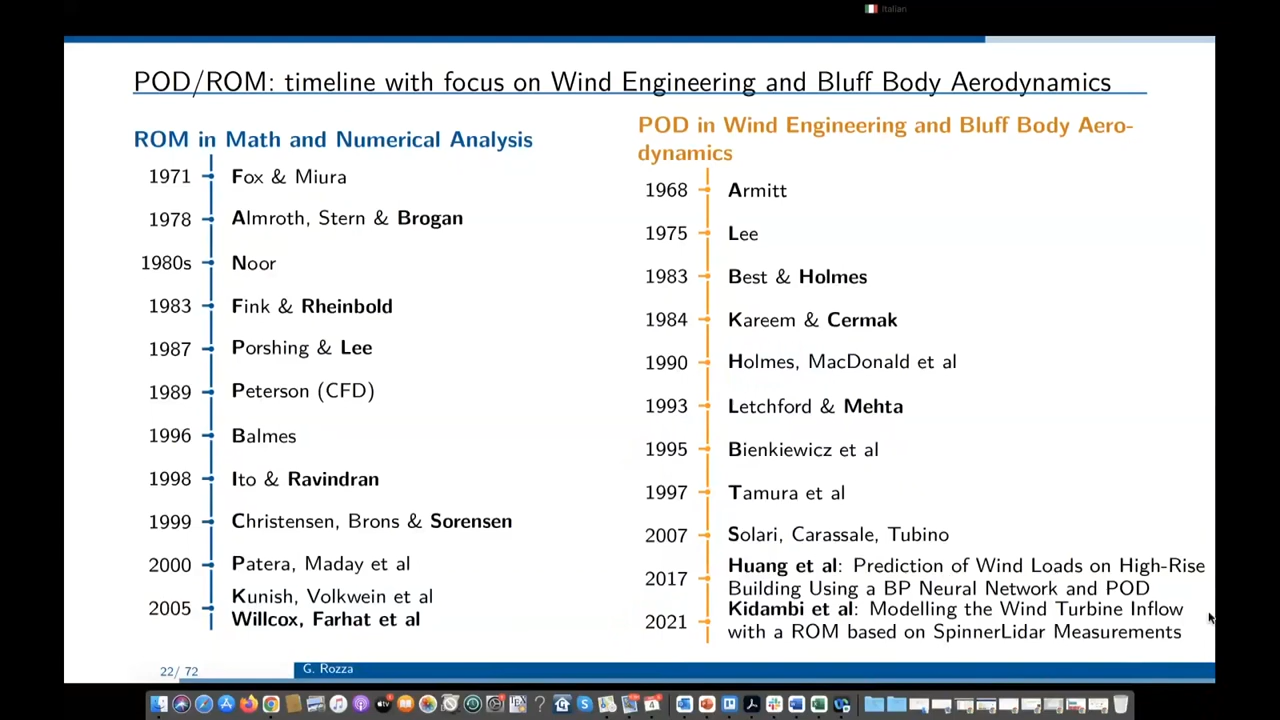 Italian
POD/ROM: timeline with focus on Wind Engineering and Bluff Body Aerodynamics
ROM in Math and Numerical Analysis
1971 Fox & Miura
1978 Almroth, Stern & Brogan
1980s Noor
1983 Fink & Rheinbold
1987 Porshing & Lee
1989 Peterson (CFD)
1996 Balmes
1998 Ito & Ravindran
1999 Christensen, Brons & Sorensen
2000 Patera, Maday et al
2005 Kunish, Volkwein et al
Willcox, Farhat et al
POD in Wind Engineering and Bluff Body Aero-
dynamics
1968 Armitt
1975 Lee
1983 Best & Holmes
1984 Kareem & Cermak
1990 Holmes, MacDonald et al
1993 Letchford & Mehta
1995 Bienkiewicz et al
1997 Tamura et al
2007 Solari, Carassale, Tubino
2017 Huang et al: Prediction of Wind Loads on High-Rise
Building Using a BP Neural Network and POD
2021 Kidambi et al: Modelling the Wind Turbine Inflow
with a ROM based on SpinnerLidar Measurements
22/ 72
G. Rozza